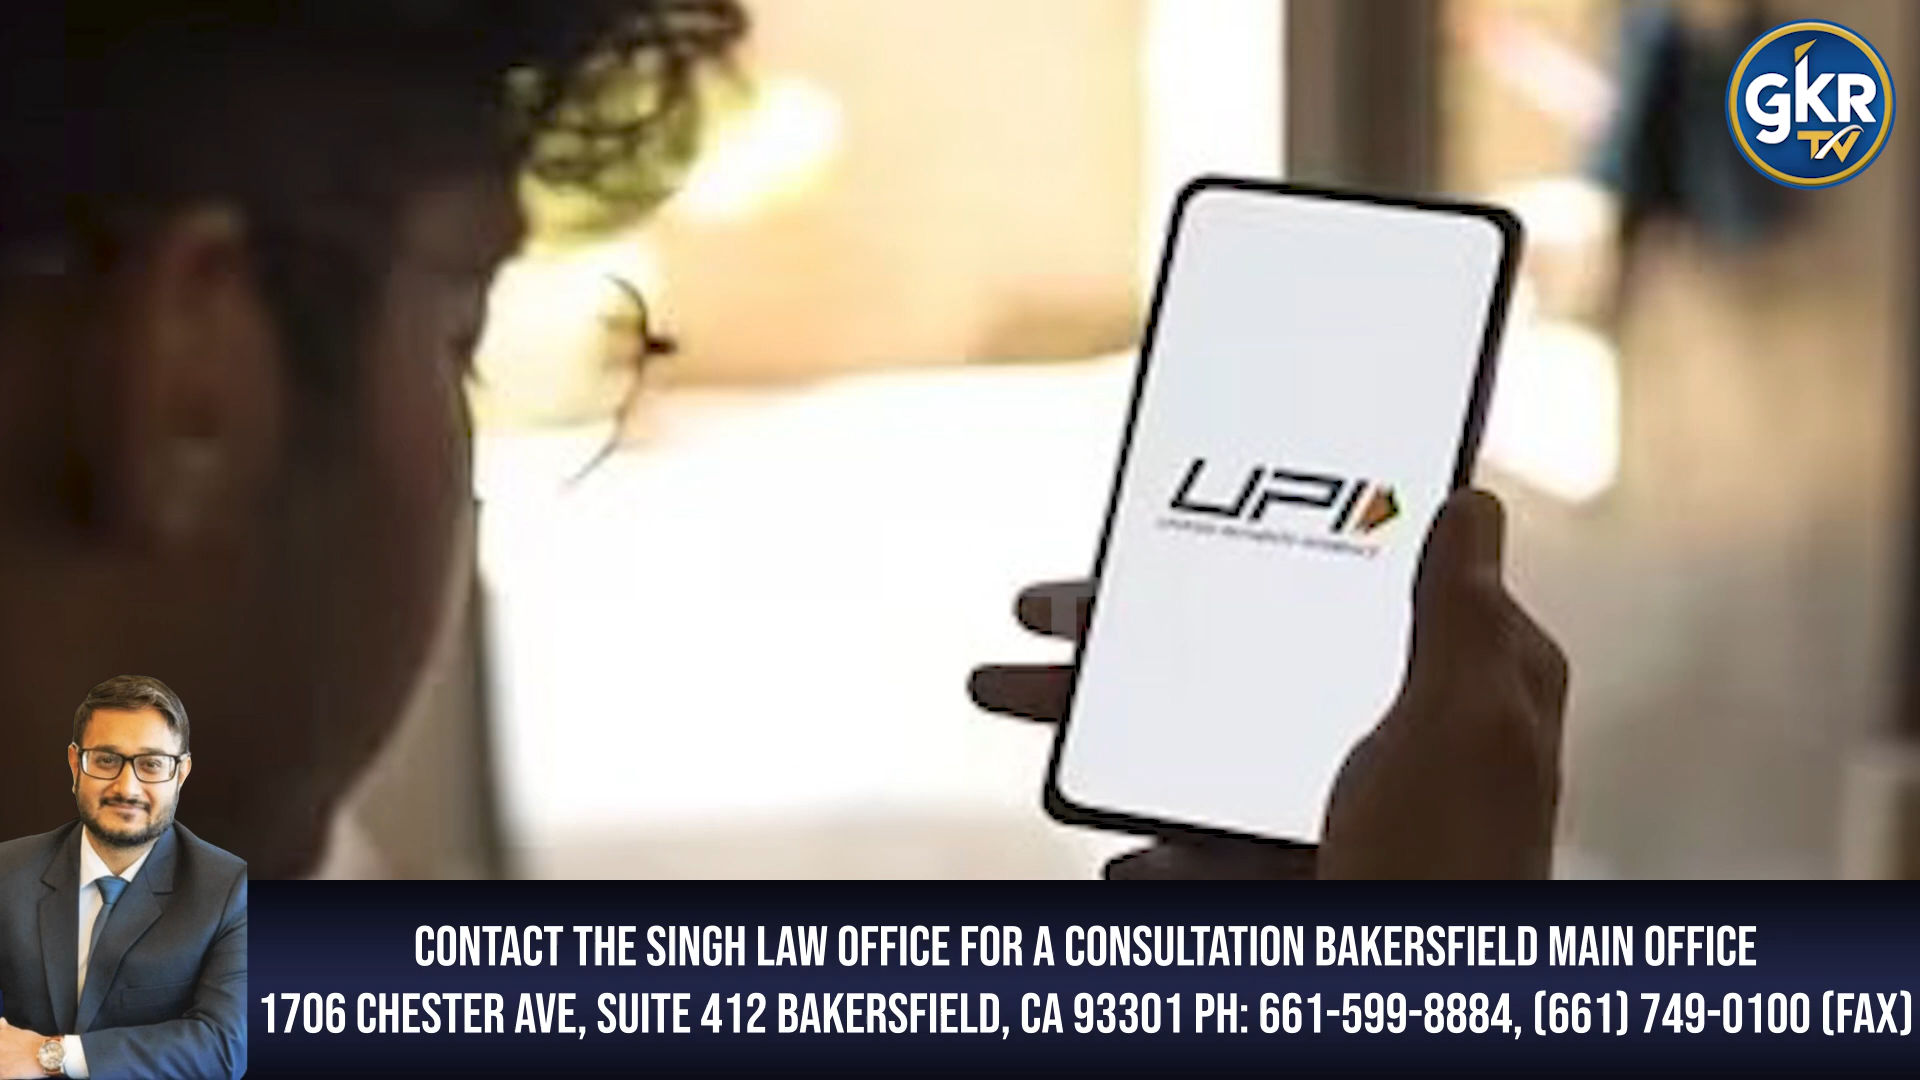 gKR
TV
UPI
CONTACT THE SINGH LAW OFFICE FOR A CONSULTATION BAKERSFIELD MAIN OFFICE
1706 CHESTER AVE, SUITE 412 BAKERSFIELD, CA 93301 PH: 661-599-8884, (661) 749-0100 (FAX)